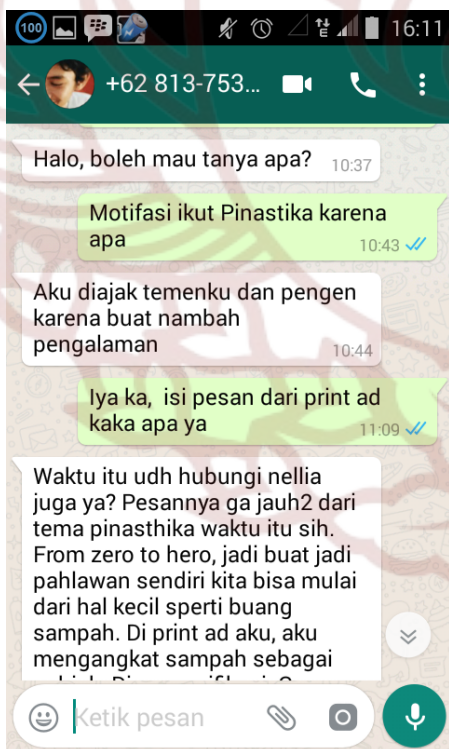 100
16:11
+62 813-753...
Halo, boleh mau tanya apa? 10:37
Motifasi ikut Pinastika karena
apa 10:43
Aku diajak temenku dan pengen
karena buat nambah
pengalaman 10:44
Iya ka, isi pesan dari print ad
kaka apa ya 11:09
Waktu itu udh hubungi nellia
juga ya? Pesannya ga jauh2 dari
tema pinasthika waktu itu sih.
From zero to hero, jadi buat jadi
pahlawan sendiri kita bisa mulai
dari hal kecil sperti buang
sampah. Di print ad aku, aku
mengangkat sampah sebagai
Ketik pesan